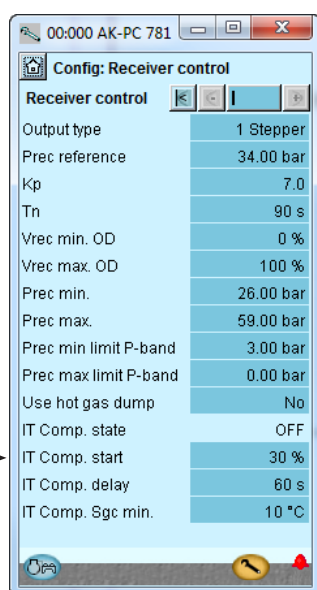 00:000 AK-PC 781
Config: Receiver control
Receiver control
Output type 1 Stepper
Prec reference 34.00 bar
Kp 7.0
Tn 90 s
Vrec min. OD 0 %
Vrec max. OD 100 %
Prec min. 26.00 bar
Prec max. 59.00 bar
Prec min limit P-band 3.00 bar
Prec max limit P-band 0.00 bar
Use hot gas dump No
IT Comp. state OFF
IT Comp. start 30 %
IT Comp. delay 60 s
IT Comp. Sgc min. 10 °C